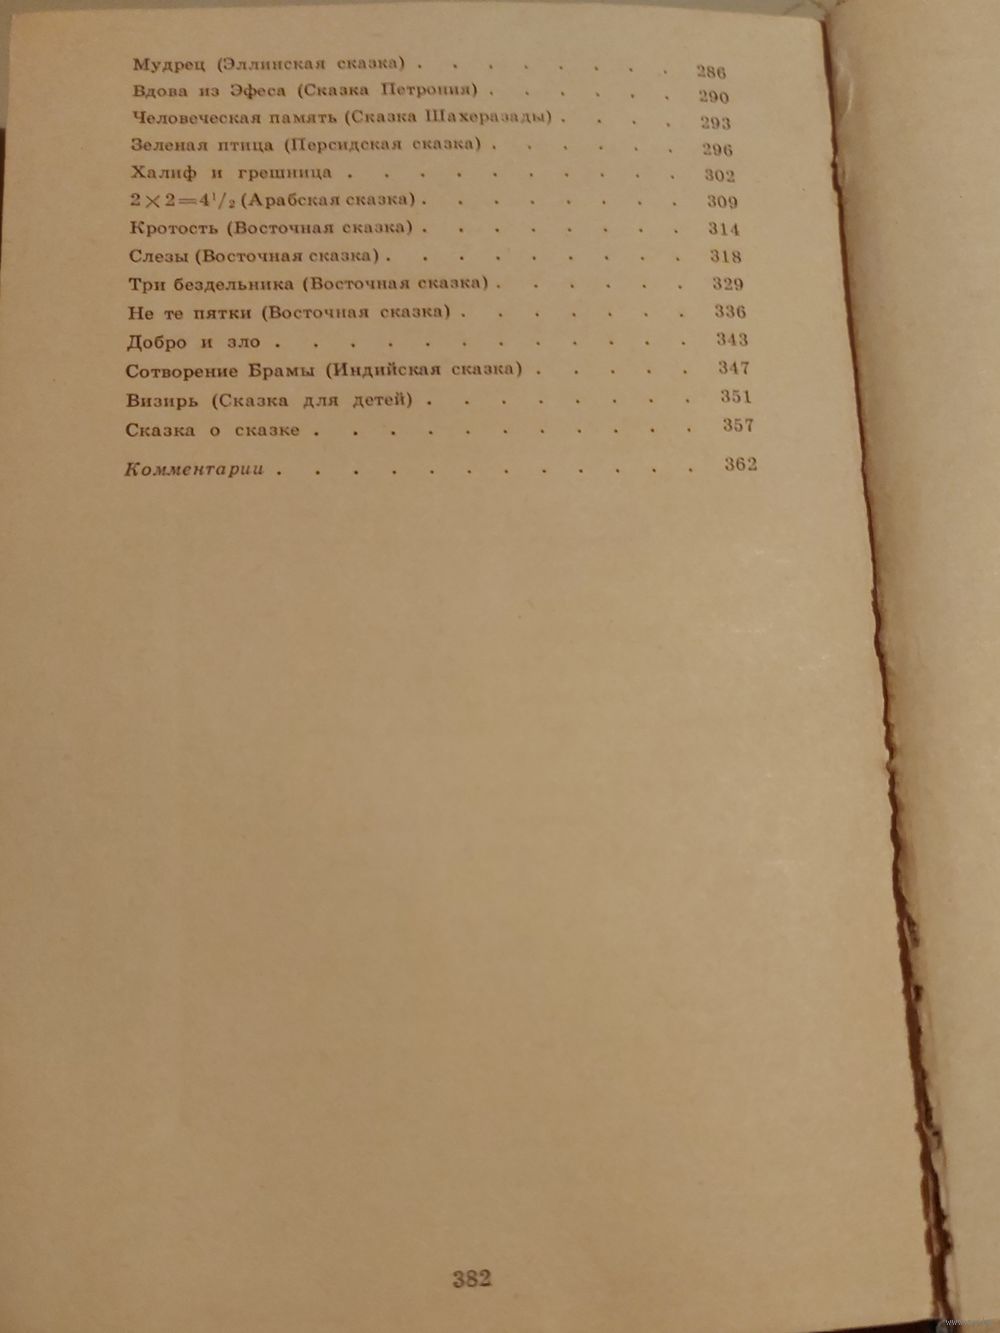 Мудрец (Эллинская сказка) . . . . . . . . 286
Вдова из Эфеса (Сказка Петрония) . . . . . . 290
Человеческая память (Сказка Шахеразады) . . . . 293
Зеленая птица (Персидская сказка) . . . . . . 296
Халиф и грешница . . . . . . . . . . 302
2×2=4¹/₂ (Арабская сказка) . . . . . . . . 309
Кротость (Восточная сказка) . . . . . . . . 314
Слезы (Восточная сказка) . . . . . . . . . 318
Три бездельника (Восточная сказка) . . . . . . 329
Не те пятки (Восточная сказка) . . . . . . . 336
Добро и зло . . . . . . . . . . . . 343
Сотворение Брамы (Индийская сказка) . . . . . 347
Визирь (Сказка для детей) . . . . . . . . 351
Сказка о сказке . . . . . . . . . . . 357
Комментарии . . . . . . . . . . . . 362
382